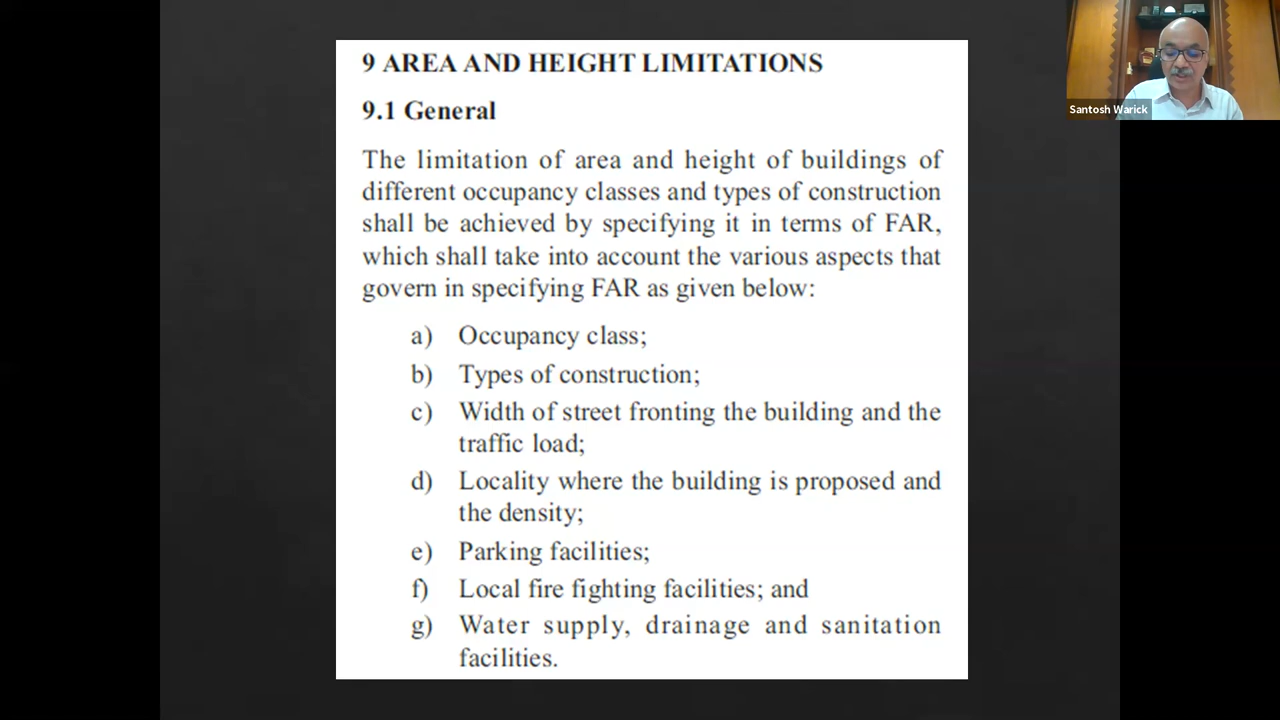 9 AREA AND HEIGHT LIMITATIONS
9.1 General
The limitation of area and height of buildings of
different occupancy classes and types of construction
shall be achieved by specifying it in terms of FAR,
which shall take into account the various aspects that
govern in specifying FAR as given below:
a) Occupancy class;
b) Types of construction;
c) Width of street fronting the building and the
traffic load;
d) Locality where the building is proposed and
the density;
e) Parking facilities;
f) Local fire fighting facilities; and
g) Water supply, drainage and sanitation
facilities.
Santosh Warick